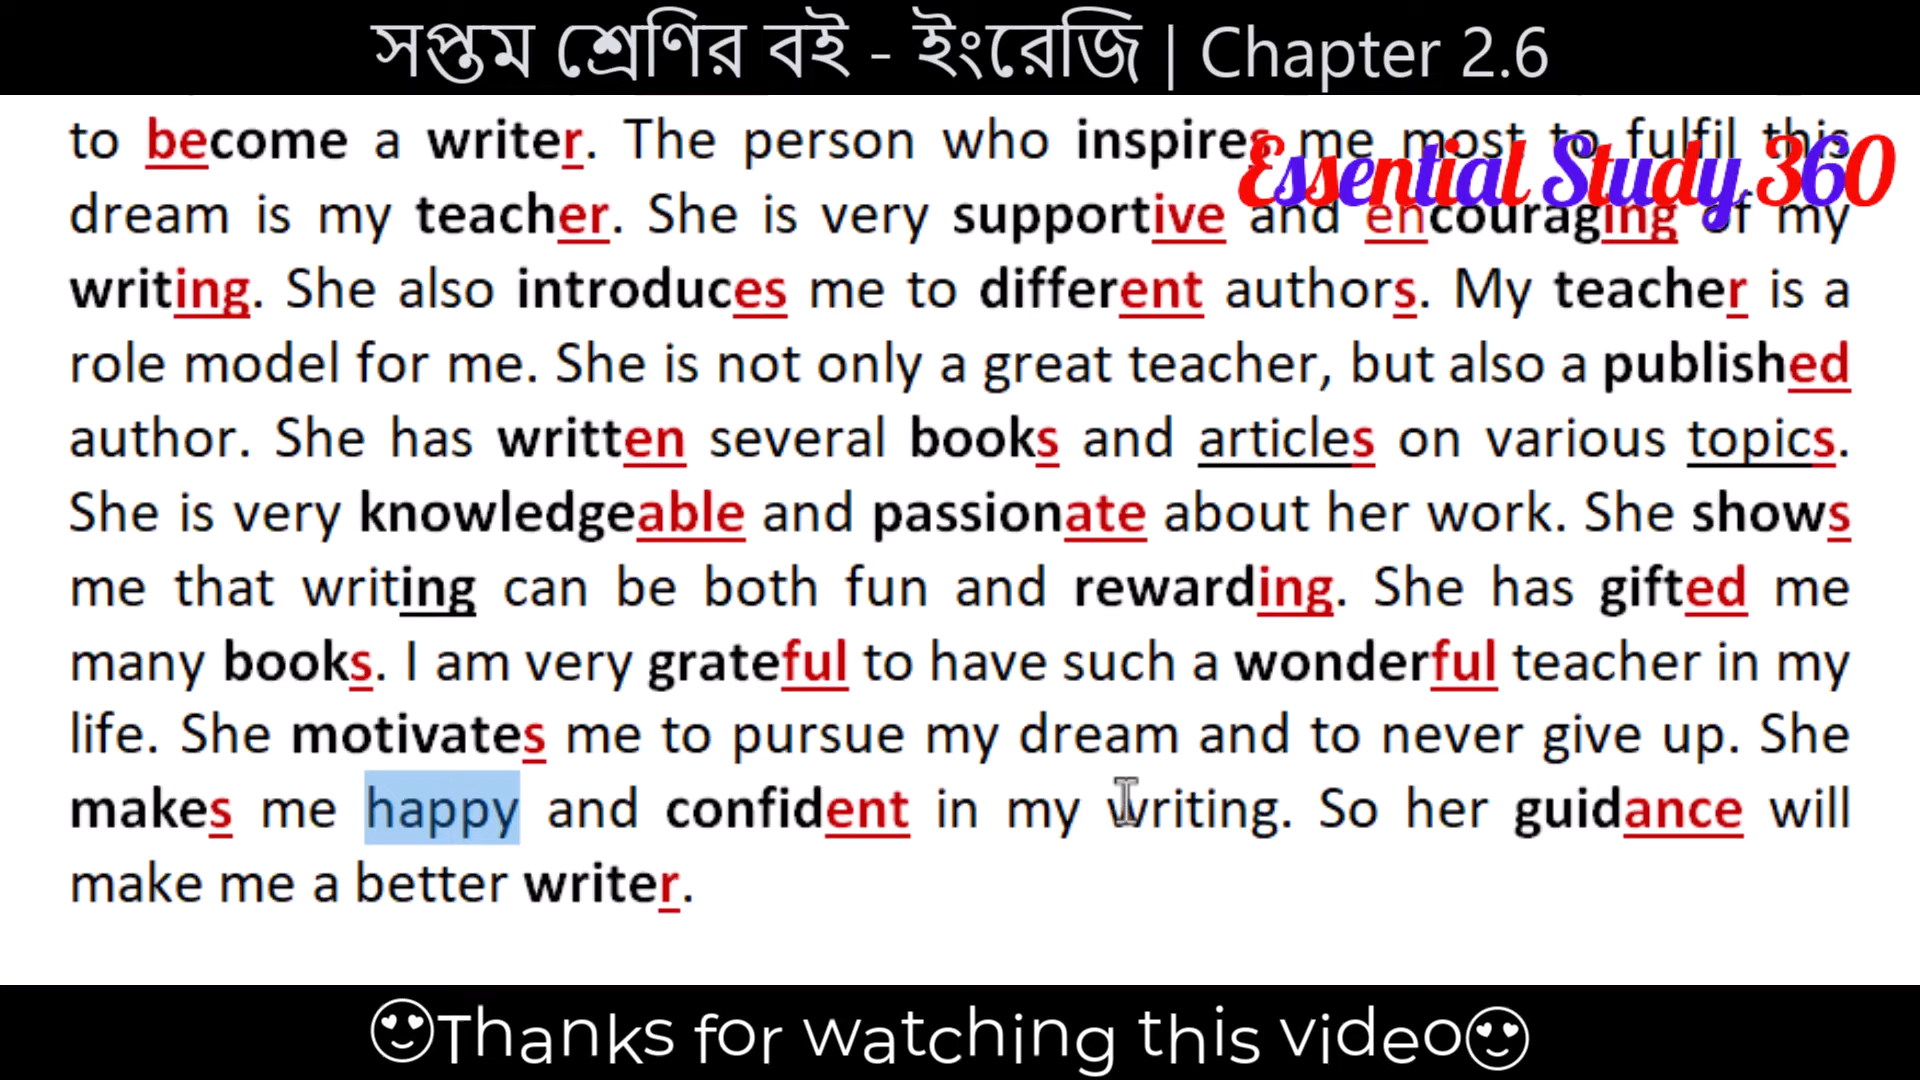 সপ্তম শ্রেণির বই - ইংরেজি | Chapter 2.6
to become a writer. The person who inspires me most to fulfil this
Essential Study 360
dream is my teacher. She is very supportive and encouraging of my
writing. She also introduces me to different authors. My teacher is a
role model for me. She is not only a great teacher, but also a published
author. She has written several books and articles on various topics.
She is very knowledgeable and passionate about her work. She shows
me that writing can be both fun and rewarding. She has gifted me
many books. I am very grateful to have such a wonderful teacher in my
life. She motivates me to pursue my dream and to never give up. She
makes me happy and confident in my writing. So her guidance will
make me a better writer.
😍Thanks for watching this video😍